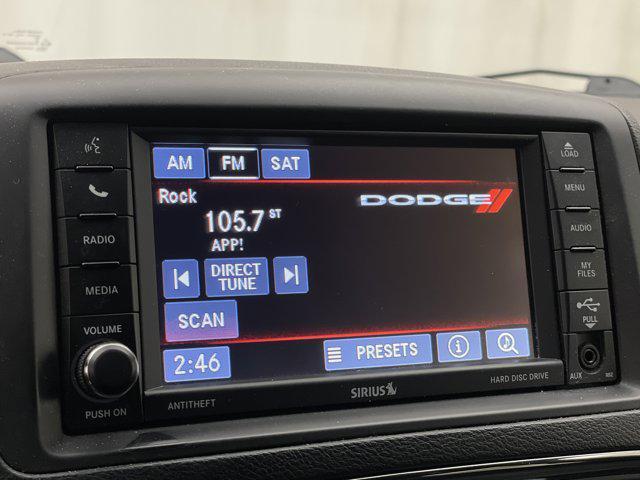 AM FM SAT
Rock
DODGE
105.7 ST
APP!
DIRECT
TUNE
SCAN
2:46
PRESETS
RADIO
MEDIA
VOLUME
PUSH ON
ANTITHEFT
SIRIUS
HARD DISC DRIVE
LOAD
MENU
AUDIO
MY
FILES
PULL
AUX